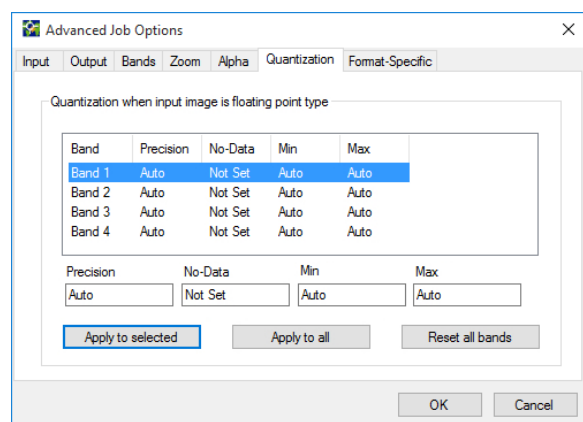 Advanced Job Options
Input Output Bands Zoom Alpha Quantization Format-Specific
Quantization when input image is floating point type
Band Precision No-Data Min Max
Band 1 Auto Not Set Auto Auto
Band 2 Auto Not Set Auto Auto
Band 3 Auto Not Set Auto Auto
Band 4 Auto Not Set Auto Auto
Precision No-Data Min Max
Auto Not Set Auto Auto
Apply to selected Apply to all Reset all bands
OK Cancel